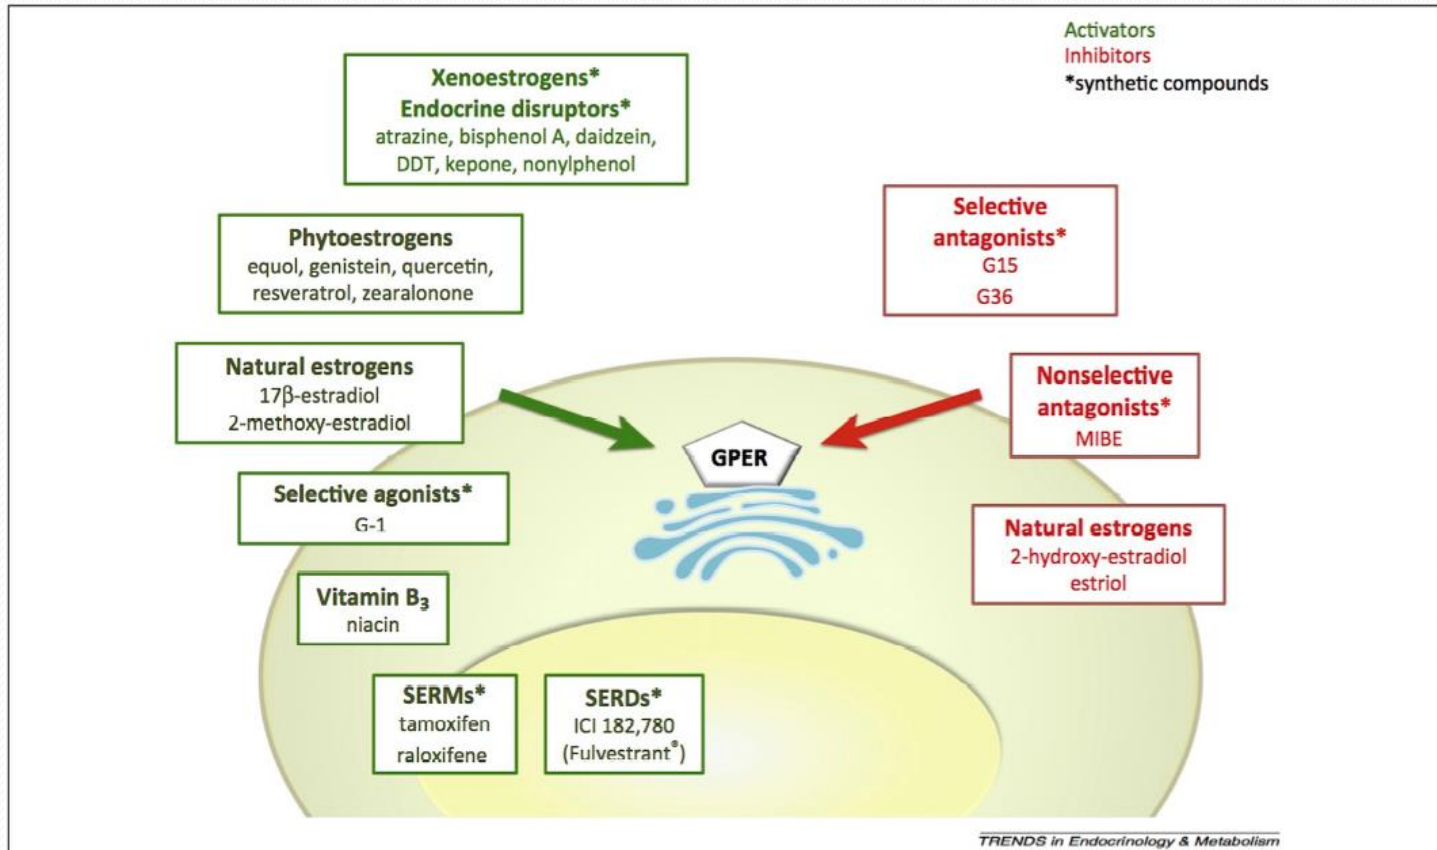 Activators
Inhibitors
*synthetic compounds
Xenoestrogens*
Endocrine disruptors*
atrazine, bisphenol A, daidzein,
DDT, kepone, nonylphenol
Phytoestrogens
equol, genistein, quercetin,
resveratrol, zearalonone
Natural estrogens
17β-estradiol
2-methoxy-estradiol
Selective agonists*
G-1
Vitamin B₃
niacin
SERMs*
tamoxifen
raloxifene
SERDs*
ICI 182,780
(Fulvestrant®)
GPER
Selective
antagonists*
G15
G36
Nonselective
antagonists*
MIBE
Natural estrogens
2-hydroxy-estradiol
estriol
TRENDS in Endocrinology & Metabolism